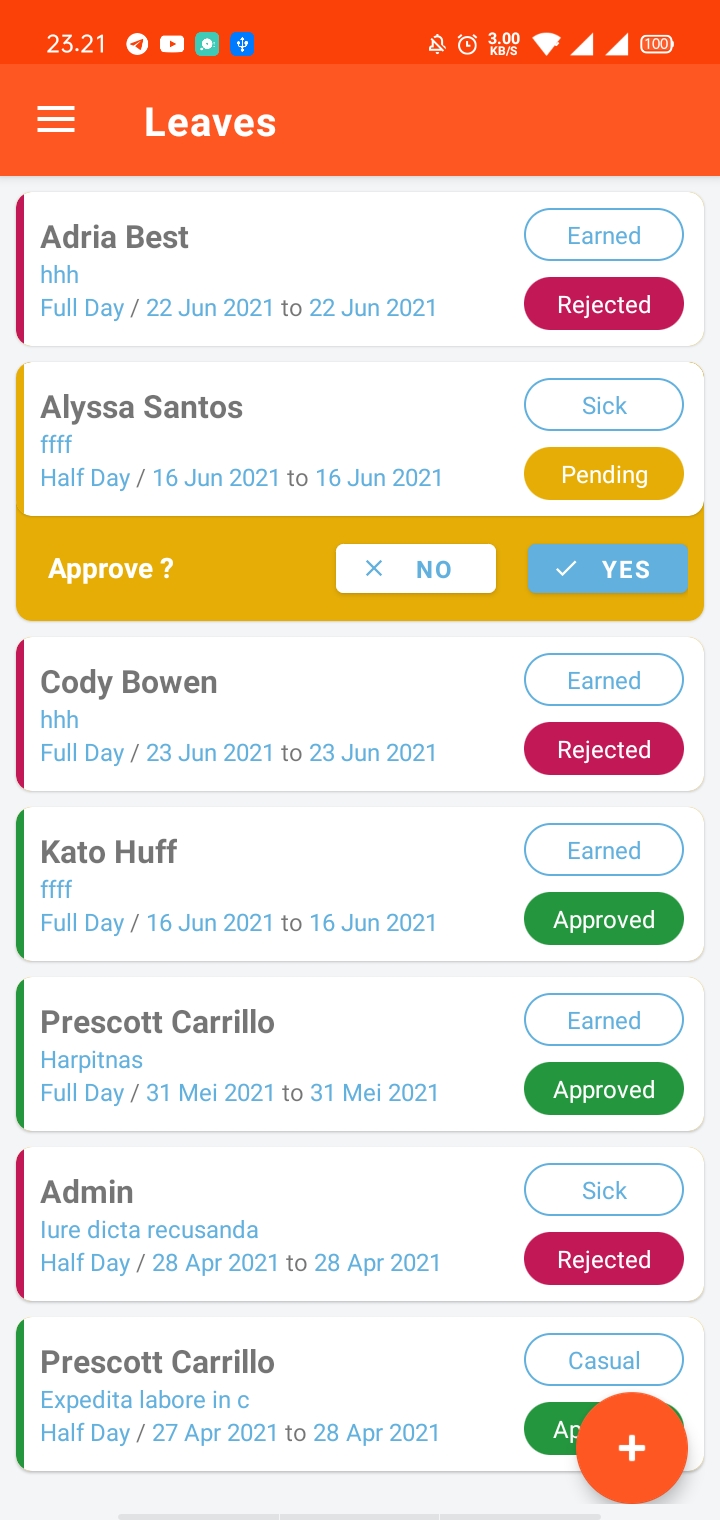 23.21 3.00 KB/S 100
Leaves
Adria Best
Earned
hhh
Full Day / 22 Jun 2021 to 22 Jun 2021
Rejected
Alyssa Santos
Sick
ffff
Half Day / 16 Jun 2021 to 16 Jun 2021
Pending
Approve ? NO YES
Cody Bowen
Earned
hhh
Full Day / 23 Jun 2021 to 23 Jun 2021
Rejected
Kato Huff
Earned
ffff
Full Day / 16 Jun 2021 to 16 Jun 2021
Approved
Prescott Carrillo
Earned
Harpitnas
Full Day / 31 Mei 2021 to 31 Mei 2021
Approved
Admin
Sick
Iure dicta recusanda
Half Day / 28 Apr 2021 to 28 Apr 2021
Rejected
Prescott Carrillo
Casual
Expedita labore in c
Half Day / 27 Apr 2021 to 28 Apr 2021